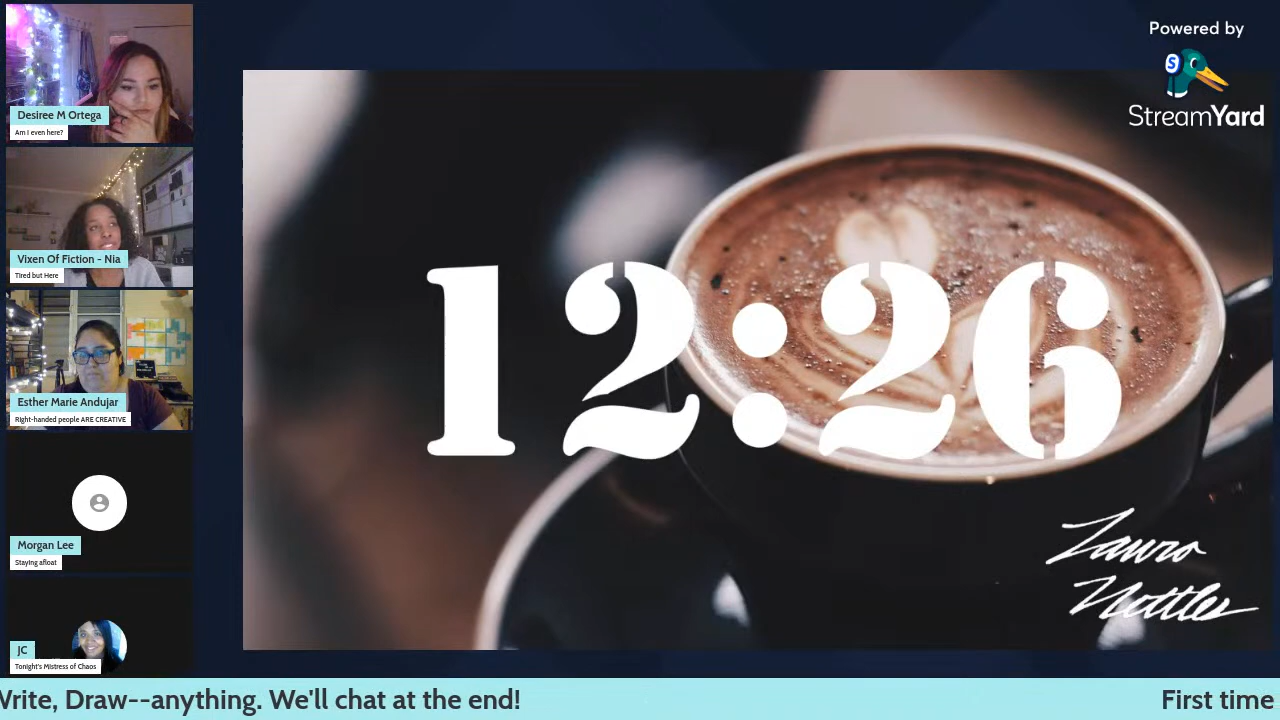 Desiree M Ortega
Am I even here?
Vixen Of Fiction - Nia
Tired but Here
Esther Marie Andujar
Right-handed people ARE CREATIVE
Morgan Lee
Staying afloat
JC
Tonight's Mistress of Chaos
12:26
Powered by
S
StreamYard
Write, Draw--anything. We'll chat at the end!
First time